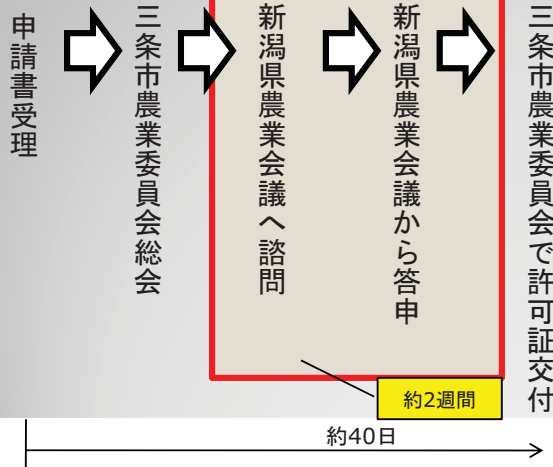 申請書受理
三条市農業委員会総会
新潟県農業会議へ諮問
新潟県農業会議から答申
三条市農業委員会で許可証交付
約2週間
約40日